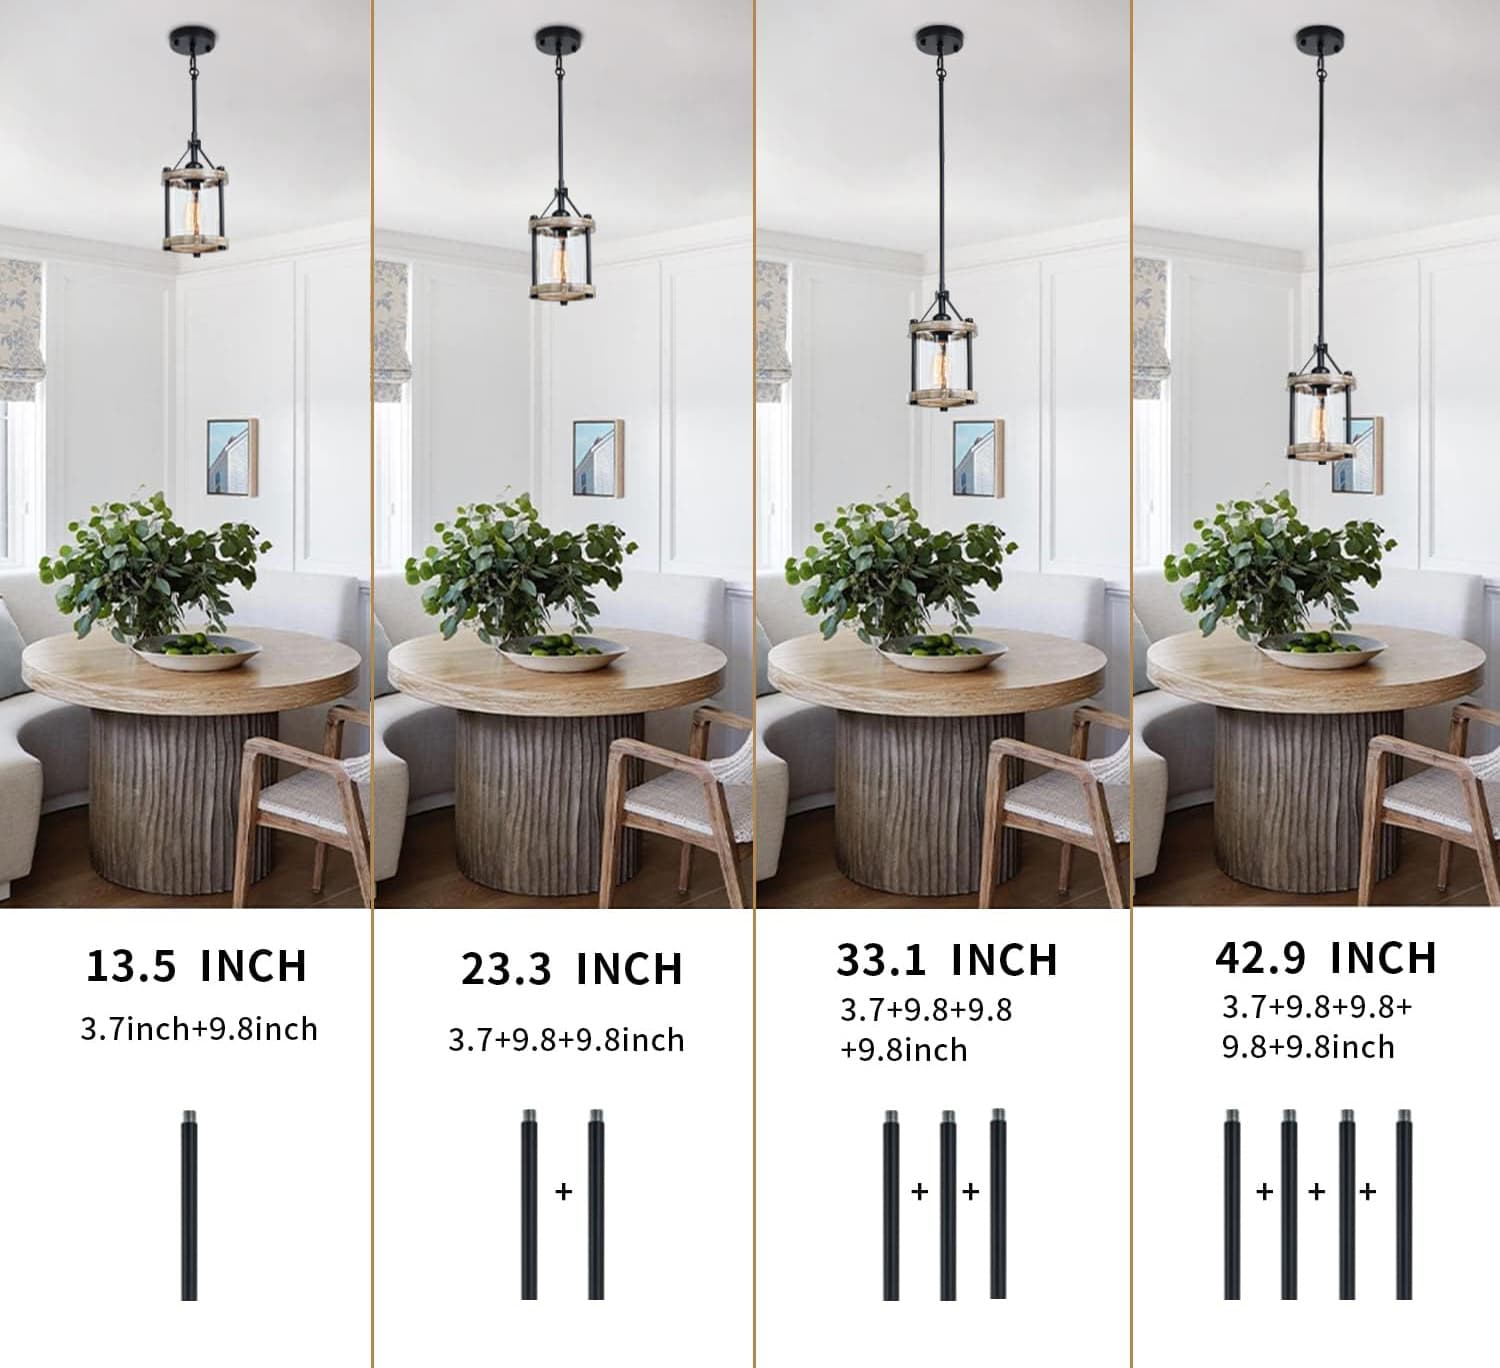 13.5 INCH
3.7inch+9.8inch
+
23.3 INCH
3.7+9.8+9.8inch
+ +
33.1 INCH
3.7+9.8+9.8
+9.8inch
+ + +
42.9 INCH
3.7+9.8+9.8+
9.8+9.8inch